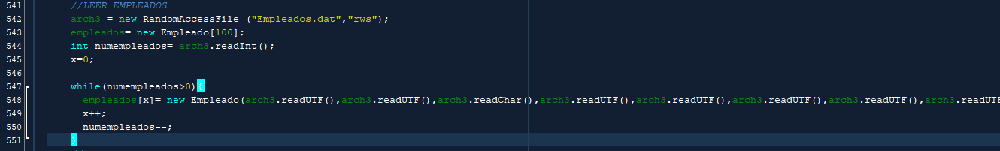 541 //LEER EMPLEADOS
542 arch3 = new RandomAccessFile ("Empleados.dat","rws");
543 empleados= new Empleado[100];
544 int numempleados= arch3.readInt();
545 x=0;
546
547 while(numempleados>0){
548 empleados[x]= new Empleado(arch3.readUTF(),arch3.readUTF(),arch3.readChar(),arch3.readUTF(),arch3.readUTF(),arch3.readUTF(),arch3.readUTF(),arch3.readUTF
549 x++;
550 numempleados--;
551 }